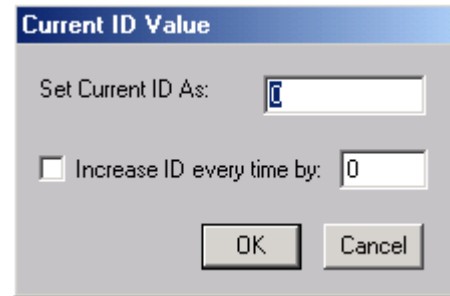 Current ID Value
Set Current ID As: 0
Increase ID every time by: 0
OK Cancel